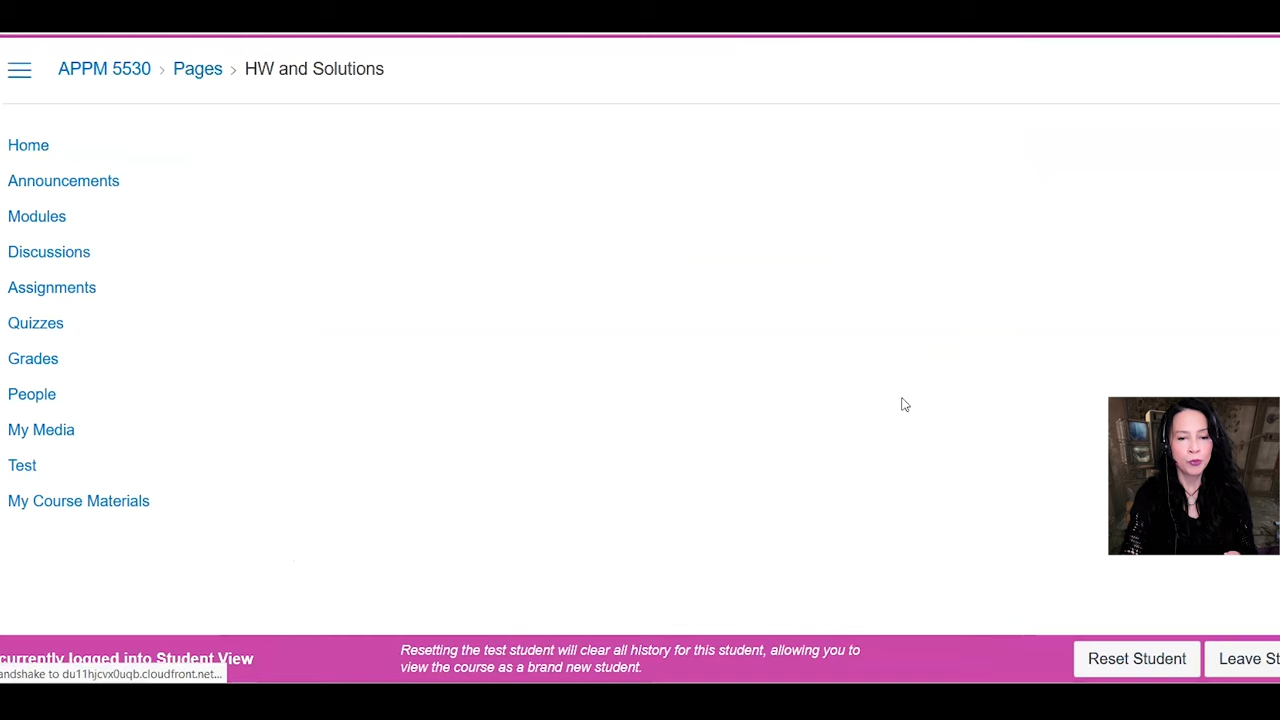 APPM 5530 > Pages > HW and Solutions
Home
Announcements
Modules
Discussions
Assignments
Quizzes
Grades
People
My Media
Test
My Course Materials
currently logged into Student View
andshake to du11hjcvx0uqb.cloudfront.net...
Resetting the test student will clear all history for this student, allowing you to
view the course as a brand new student.
Reset Student
Leave St